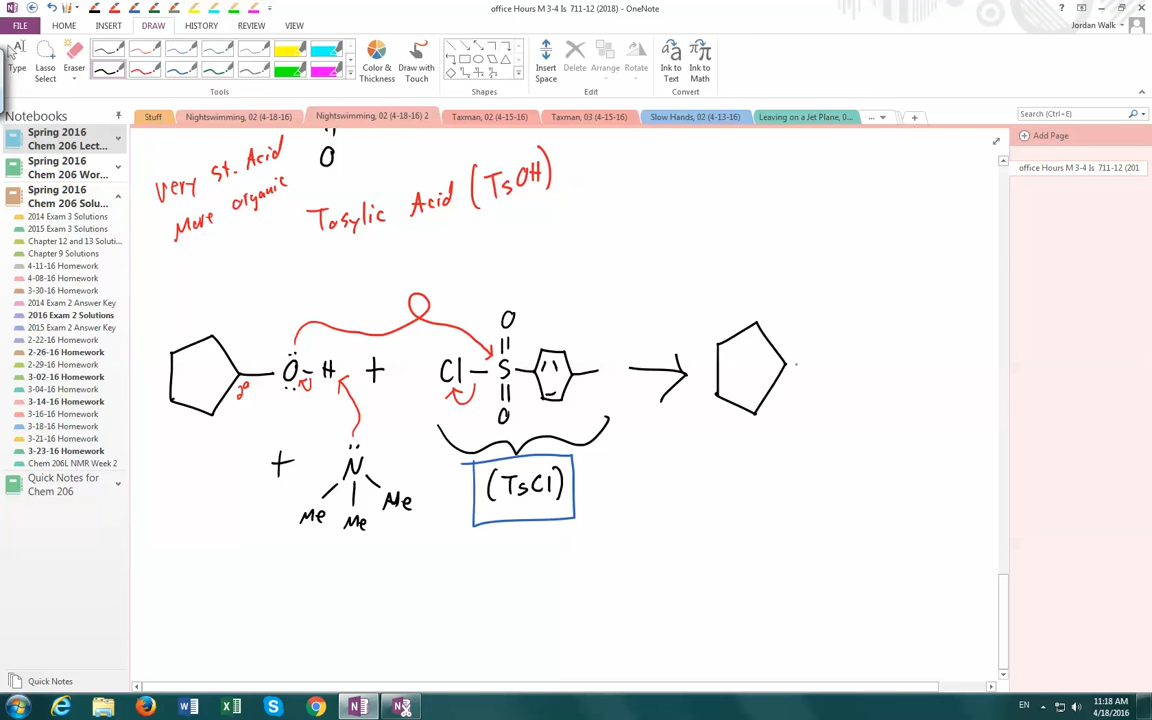 office Hours M 3-4 Is 711-12 (2018) - OneNote
Jordan Walk
FILE HOME INSERT DRAW HISTORY REVIEW VIEW
Type
Lasso Select
Eraser
Color & Thickness
Draw with Touch
Insert Space
Delete
Arrange
Rotate
Ink to Text
Ink to Math
Tools
Shapes
Edit
Convert
Notebooks
Stuff
Nightswimming, 02 (4-18-16)
Nightswimming, 02 (4-18-16) 2
Taxman, 02 (4-15-16)
Taxman, 03 (4-15-16)
Slow Hands, 02 (4-13-16)
Leaving on a Jet Plane, 0...
...
Search (Ctrl+E)
Add Page
office Hours M 3-4 Is 711-12 (201
Spring 2016
Chem 206 Lect...
Spring 2016
Chem 206 Wor...
Spring 2016
Chem 206 Solu...
2014 Exam 3 Solutions
2015 Exam 3 Solutions
Chapter 12 and 13 Soluti...
Chapter 9 Solutions
4-11-16 Homework
4-08-16 Homework
3-30-16 Homework
2014 Exam 2 Answer Key
2016 Exam 2 Solutions
2015 Exam 2 Answer Key
2-22-16 Homework
2-26-16 Homework
2-29-16 Homework
3-02-16 Homework
3-04-16 Homework
3-14-16 Homework
3-16-16 Homework
3-18-16 Homework
3-21-16 Homework
3-23-16 Homework
Chem 206L NMR Week 2
Quick Notes for
Chem 206
Quick Notes
O
Very st. Acid
More organic
Tosylic Acid (TsOH)
O
2° O H + Cl S
O
+ N
Me Me Me
(TsCl)
EN
11:18 AM
4/18/2016